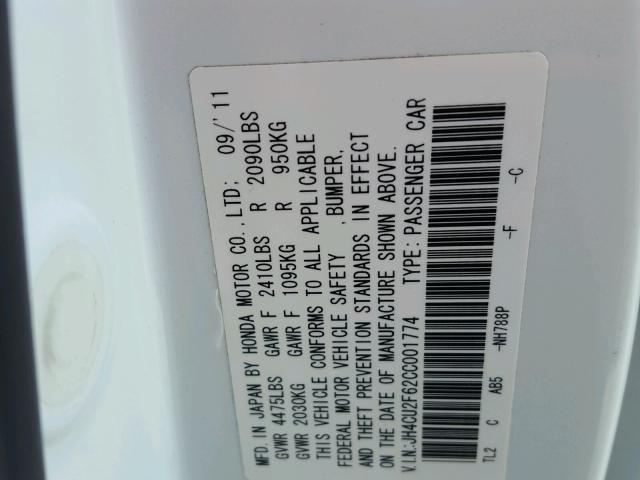 MFD. IN JAPAN BY HONDA MOTOR CO., LTD; 09/'11
GVWR 4475LBS GAWR F 2410LBS R 2090LBS
GVWR 2030KG GAWR F 1095KG R 950KG
THIS VEHICLE CONFORMS TO ALL APPLICABLE
FEDERAL MOTOR VEHICLE SAFETY , BUMPER,
AND THEFT PREVENTION STANDARDS IN EFFECT
ON THE DATE OF MANUFACTURE SHOWN ABOVE.
V.I.N.:JH4CU2F62CC001774 TYPE: PASSENGER CAR
TL2 C AB5 -NH788P -F -C